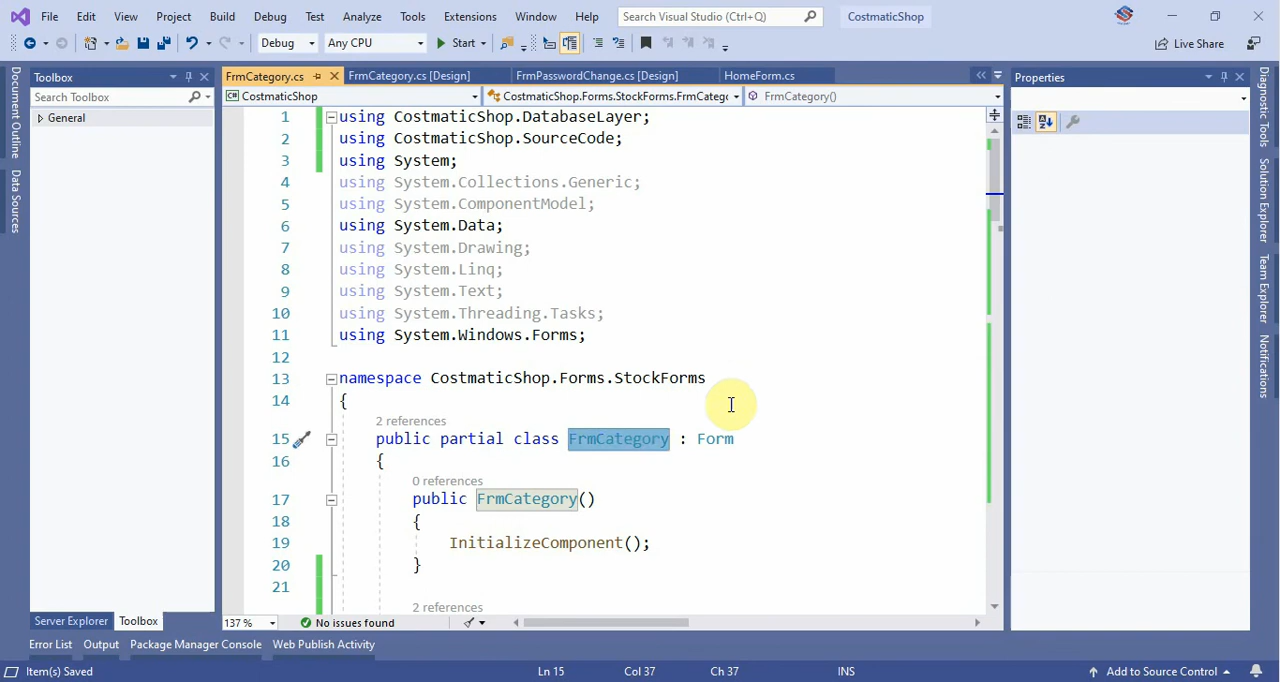 File Edit View Project Build Debug Test Analyze Tools Extensions Window Help Search Visual Studio (Ctrl+Q) CostmaticShop
Debug Any CPU Start Live Share
Toolbox
FrmCategory.cs FrmCategory.cs [Design] FrmPasswordChange.cs [Design] HomeForm.cs
Properties
Search Toolbox
CostmaticShop CostmaticShop.Forms.StockForms.FrmCatego FrmCategory()
General
Document Outline
Data Sources
1 using CostmaticShop.DatabaseLayer;
2 using CostmaticShop.SourceCode;
3 using System;
4 using System.Collections.Generic;
5 using System.ComponentModel;
6 using System.Data;
7 using System.Drawing;
8 using System.Linq;
9 using System.Text;
10 using System.Threading.Tasks;
11 using System.Windows.Forms;
12
13 namespace CostmaticShop.Forms.StockForms
14 {
2 references
15 public partial class FrmCategory : Form
16 {
0 references
17 public FrmCategory()
18 {
19 InitializeComponent();
20 }
21
2 references
Diagnostic Tools
Solution Explorer
Team Explorer
Notifications
Server Explorer Toolbox
137 % No issues found
Error List Output Package Manager Console Web Publish Activity
Item(s) Saved Ln 15 Col 37 Ch 37 INS Add to Source Control